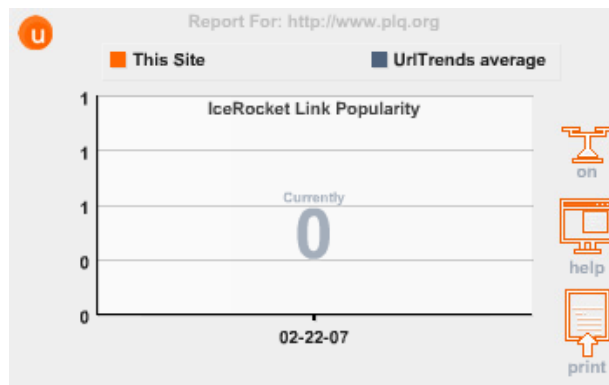 u
Report For: http://www.plq.org
This Site
UrlTrends average
IceRocket Link Popularity
1
1
1
0
0
Currently
0
02-22-07
on
help
print